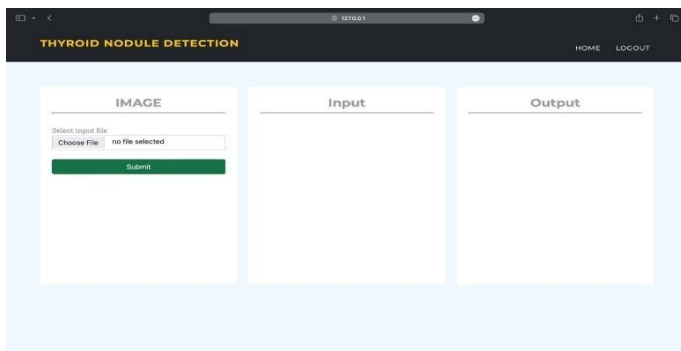 127.0.0.1
THYROID NODULE DETECTION
HOME LOGOUT
IMAGE
Select input file
Choose File no file selected
Submit
Input
Output